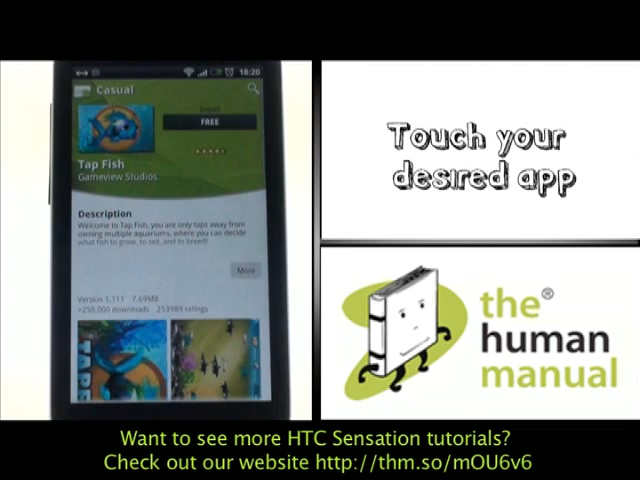 18:20
Casual
Install
FREE
Tap Fish
Gameview Studios
Description
Welcome to Tap Fish, you are only taps away from
owning multiple aquariums, where you can decide
what fish to grow, to sell, and to breed!
More
Version 1.111 7.69MB
>250,000 downloads 253989 ratings
TAP
Touch your
desired app
the®
human
manual
Want to see more HTC Sensation tutorials?
Check out our website http://thm.so/mOU6v6